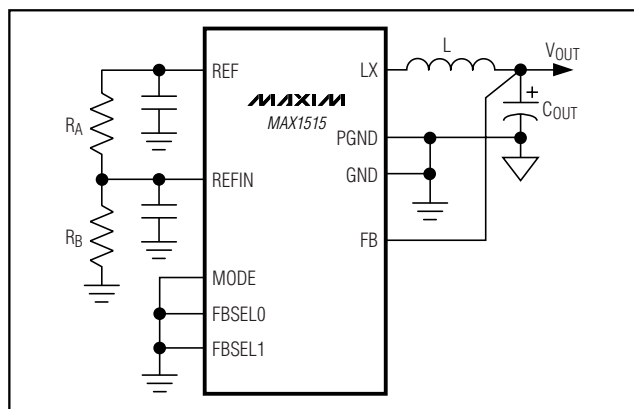 REF
LX
L
VOUT
MAXIM
MAX1515
+
COUT
RA
PGND
REFIN
GND
RB
FB
MODE
FBSEL0
FBSEL1